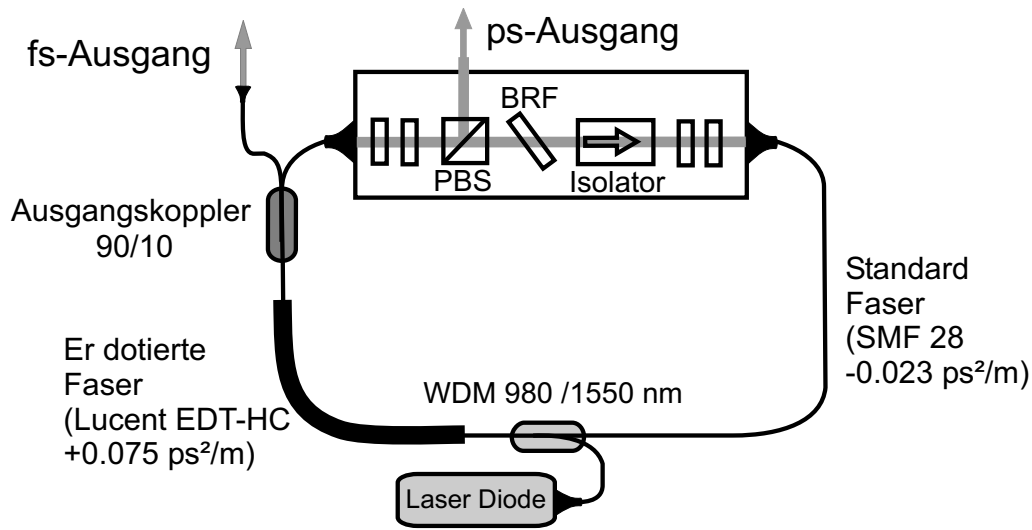 fs-Ausgang
ps-Ausgang
BRF
PBS
Isolator
Ausgangskoppler
90/10
Standard
Faser
(SMF 28
-0.023 ps²/m)
Er dotierte
Faser
(Lucent EDT-HC
+0.075 ps²/m)
WDM 980 /1550 nm
Laser Diode